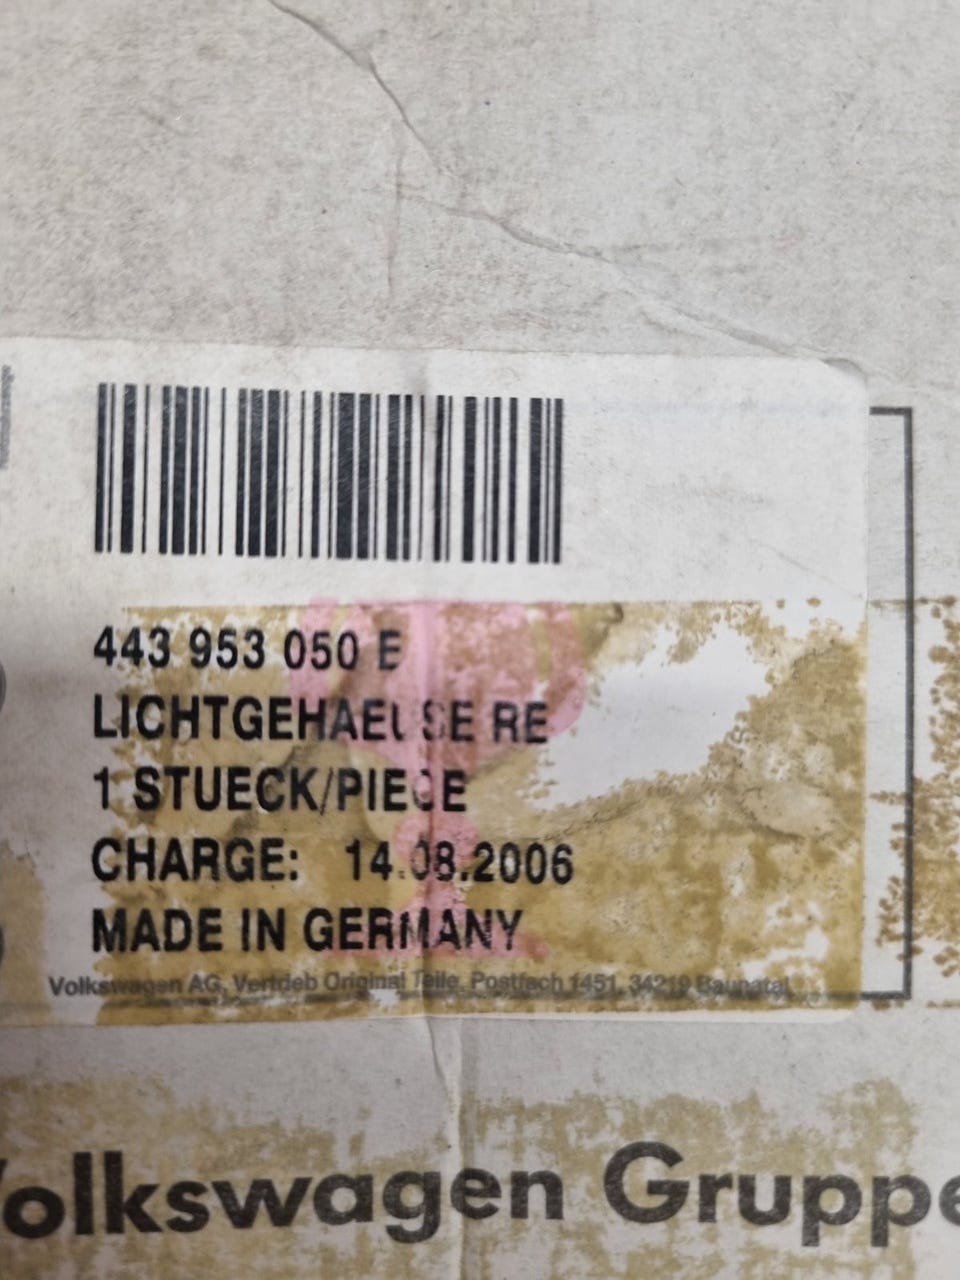 443 953 050 E
LICHTGEHAEUSE RE
1 STUECK/PIECE
CHARGE: 14.08.2006
MADE IN GERMANY
Volkswagen AG, Vertrieb Original Teile, Postfach 1451, 34219 Baunatal
Volkswagen Gruppe